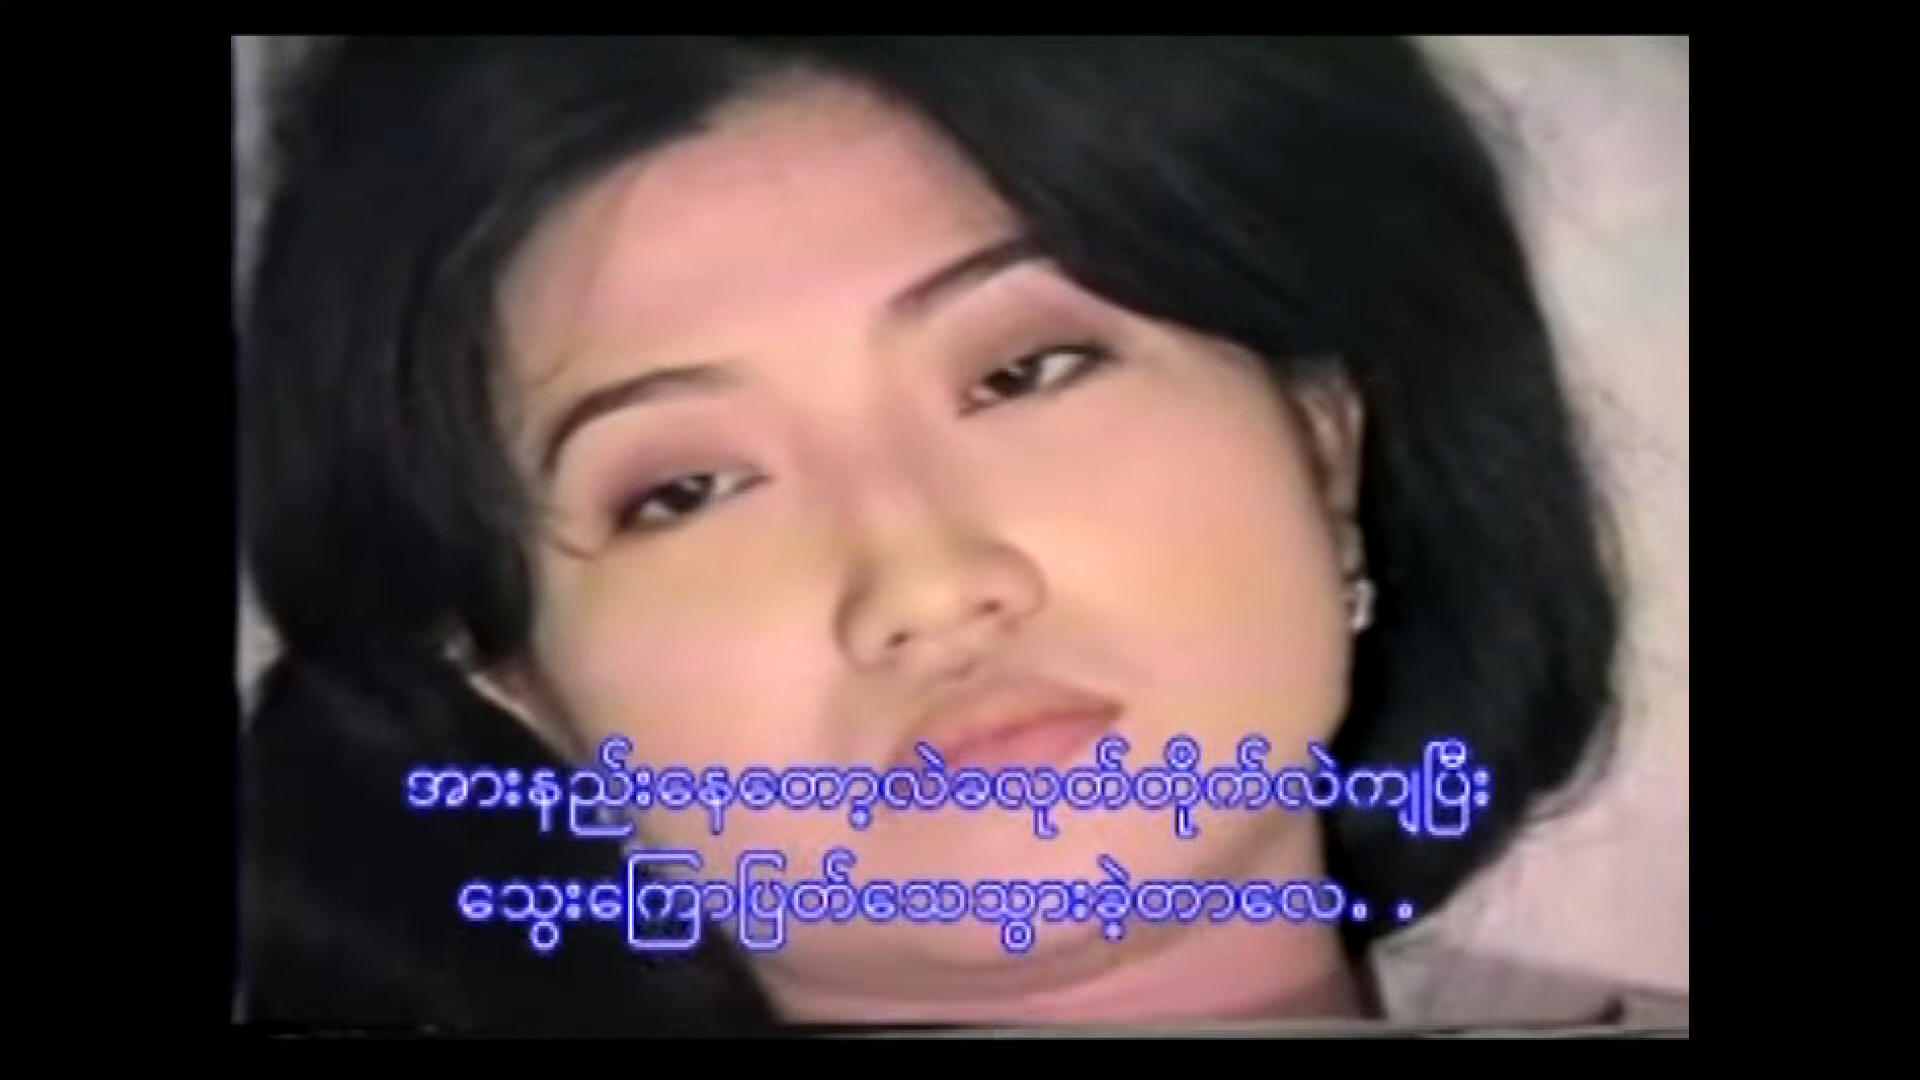 အားနည်းနေတော့လဲခလုတ်တိုက်လဲကျပြီး
သွေးကြောပြတ်သေသွားခဲ့တာလေ. .